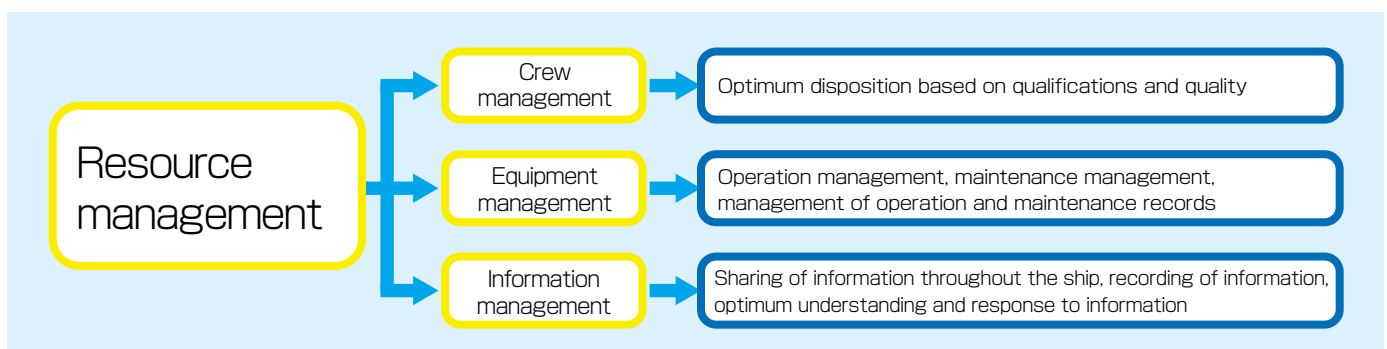 Resource
management
Crew
management
Optimum disposition based on qualifications and quality
Equipment
management
Operation management, maintenance management,
management of operation and maintenance records
Information
management
Sharing of information throughout the ship, recording of information,
optimum understanding and response to information